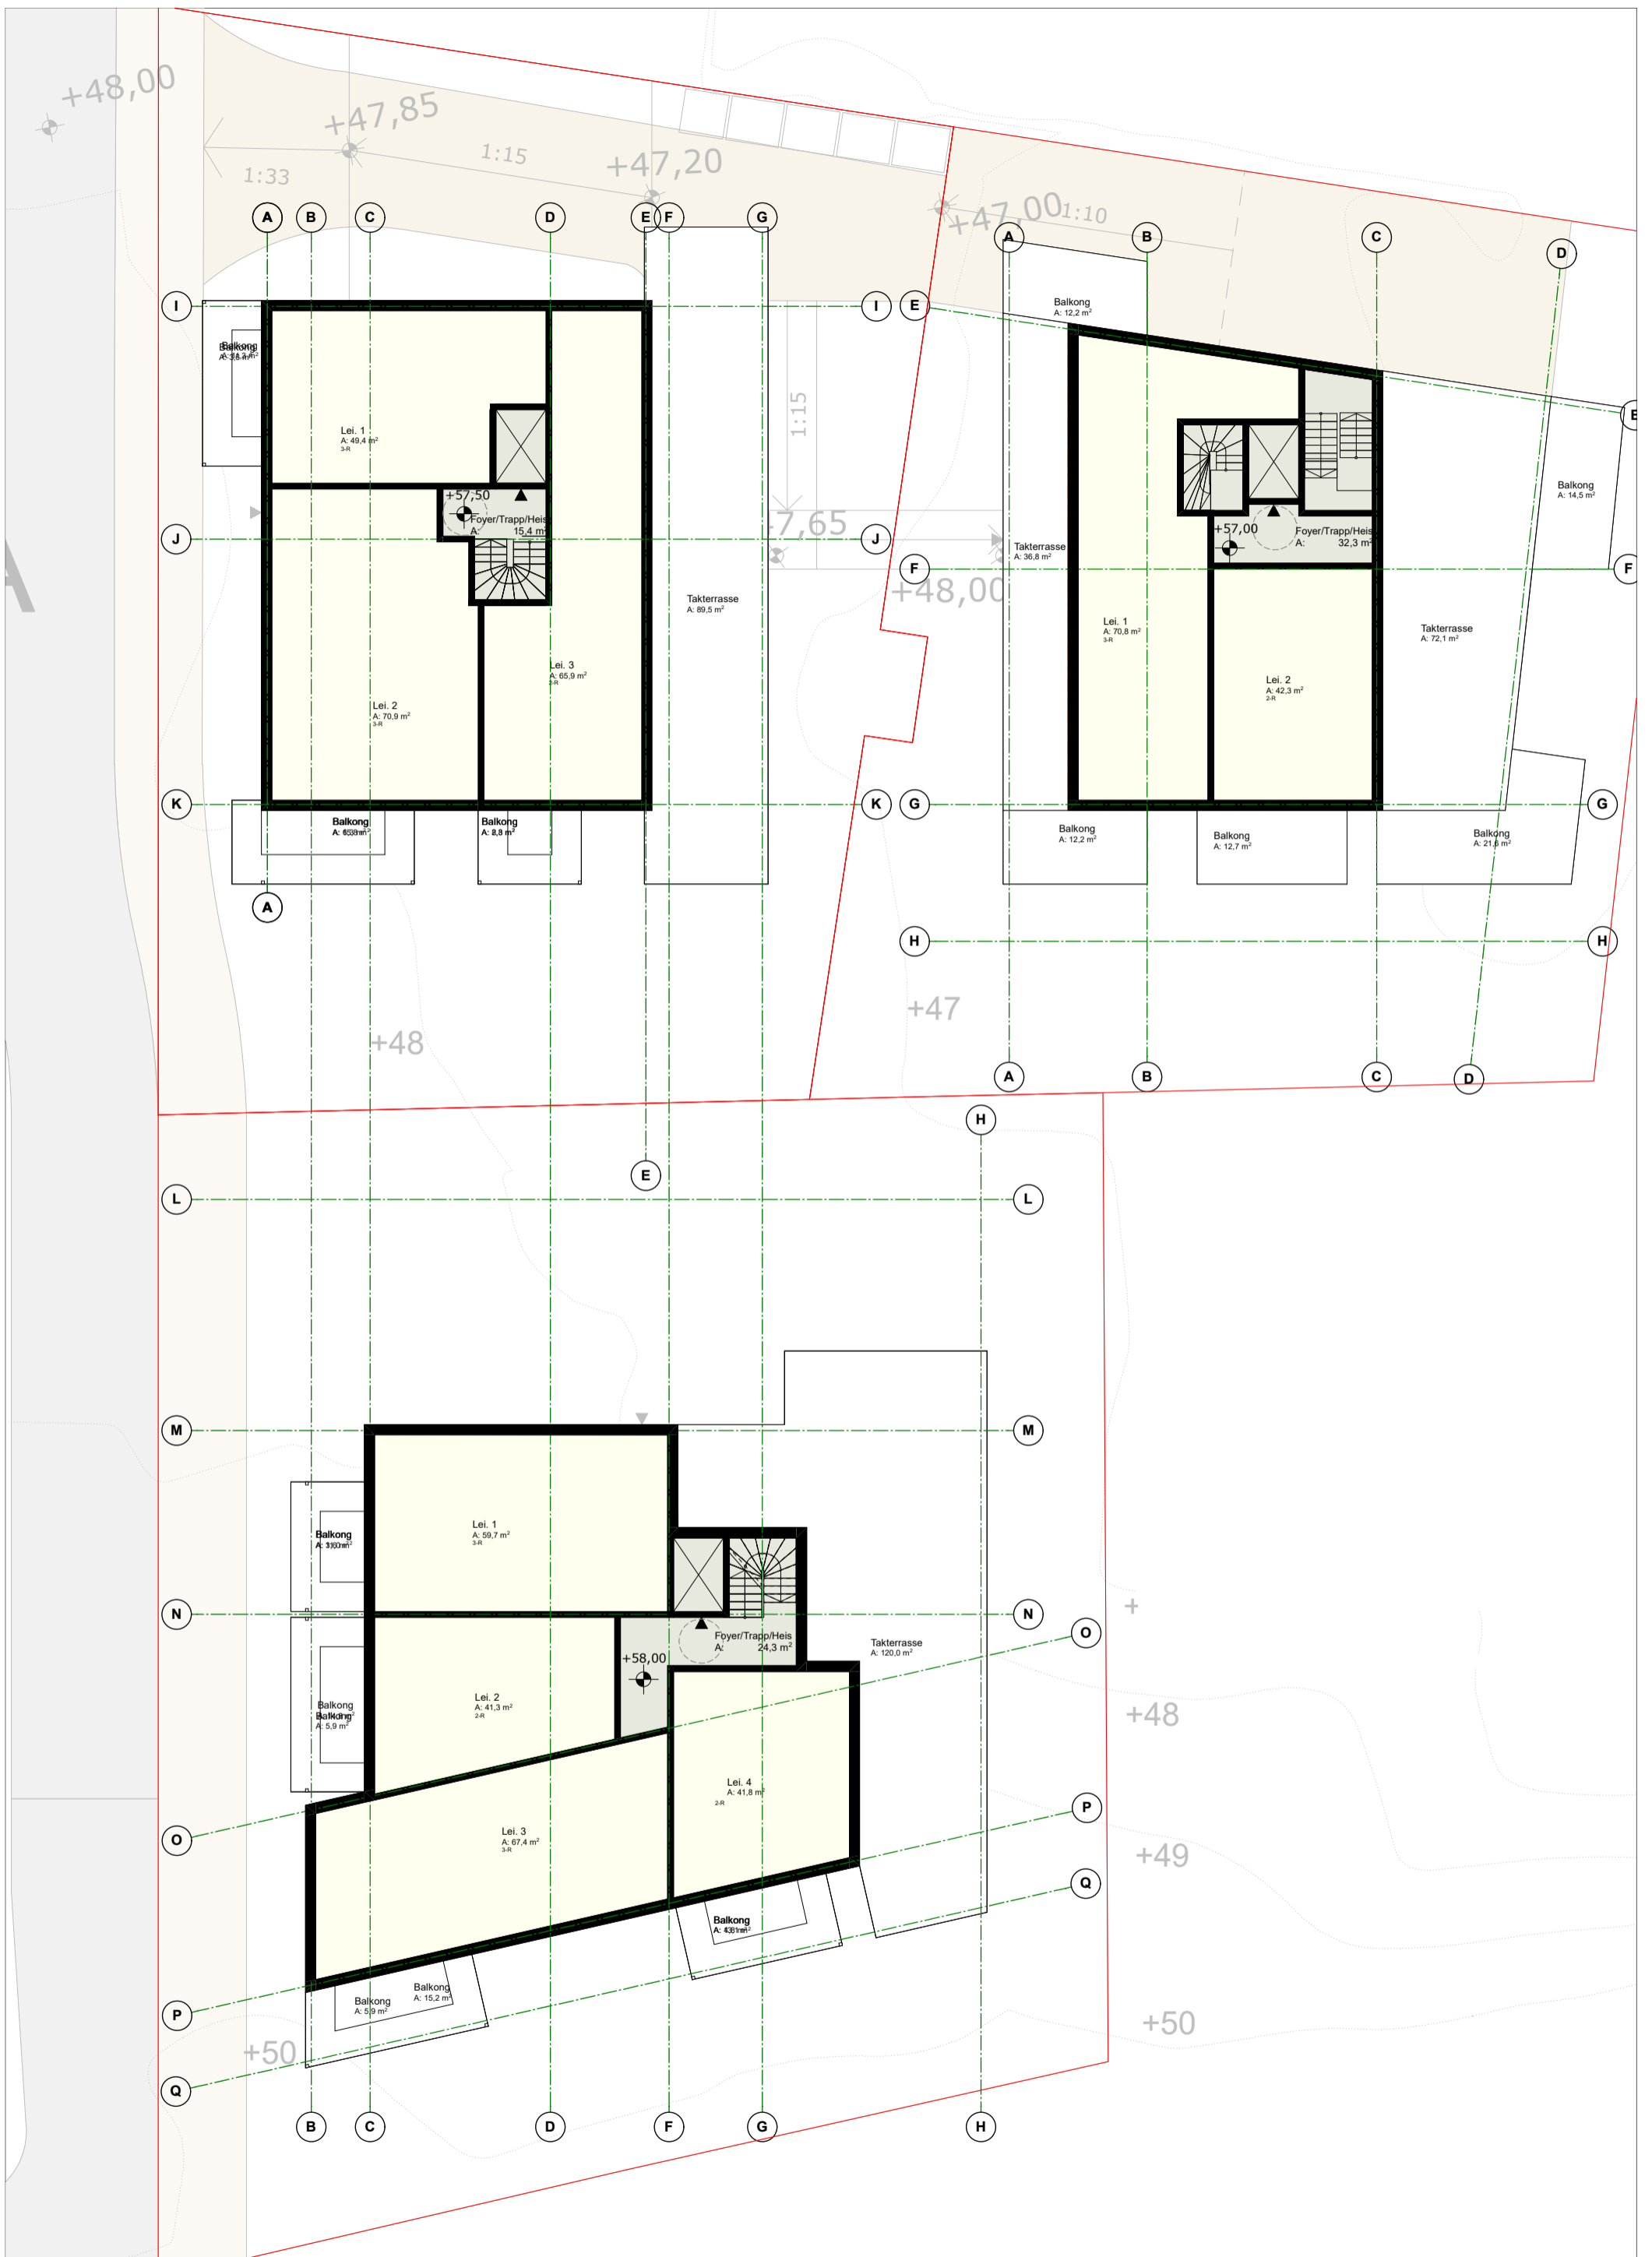 +48,00
+47,85
1:15
1:33
+47,20
+47,00
1:10
A
B
C
D
E
F
G
A
B
C
D
I
I
E
Balkong
A: 12,2 m²
Balkong
E
Lei. 1
A: 49,4 m²
3-R
1:15
Balkong
A: 14,5 m²
+57,50
Foyer/Trapp/Heis
A: 15,4 m²
7,65
+57,00
Foyer/Trapp/Heis
A: 32,3 m²
J
J
Takterrasse
A: 36,8 m²
F
F
+48,00
A
Takterrasse
A: 89,5 m²
Lei. 1
A: 70,8 m²
3-R
Takterrasse
A: 72,1 m²
Lei. 3
A: 65,9 m²
2-R
Lei. 2
A: 42,3 m²
2-R
Lei. 2
A: 70,9 m²
3-R
K
K
G
G
Balkong
Balkong
Balkong
A: 12,2 m²
Balkong
A: 12,7 m²
Balkong
A: 21,6 m²
A
H
H
+47
+48
A
B
C
D
H
E
L
L
M
M
Lei. 1
A: 59,7 m²
3-R
Balkong
N
N
+
Foyer/Trapp/Heis
A: 24,3 m²
O
Takterrasse
A: 120,0 m²
+58,00
Lei. 2
A: 41,3 m²
2-R
Balkong
Balkong
A: 5,9 m²
+48
Lei. 4
A: 41,8 m²
2-R
P
O
Lei. 3
A: 67,4 m²
3-R
+49
Q
Balkong
Balkong
A: 15,2 m²
Balkong
A: 5,9 m²
P
+50
+50
Q
B
C
D
F
G
H